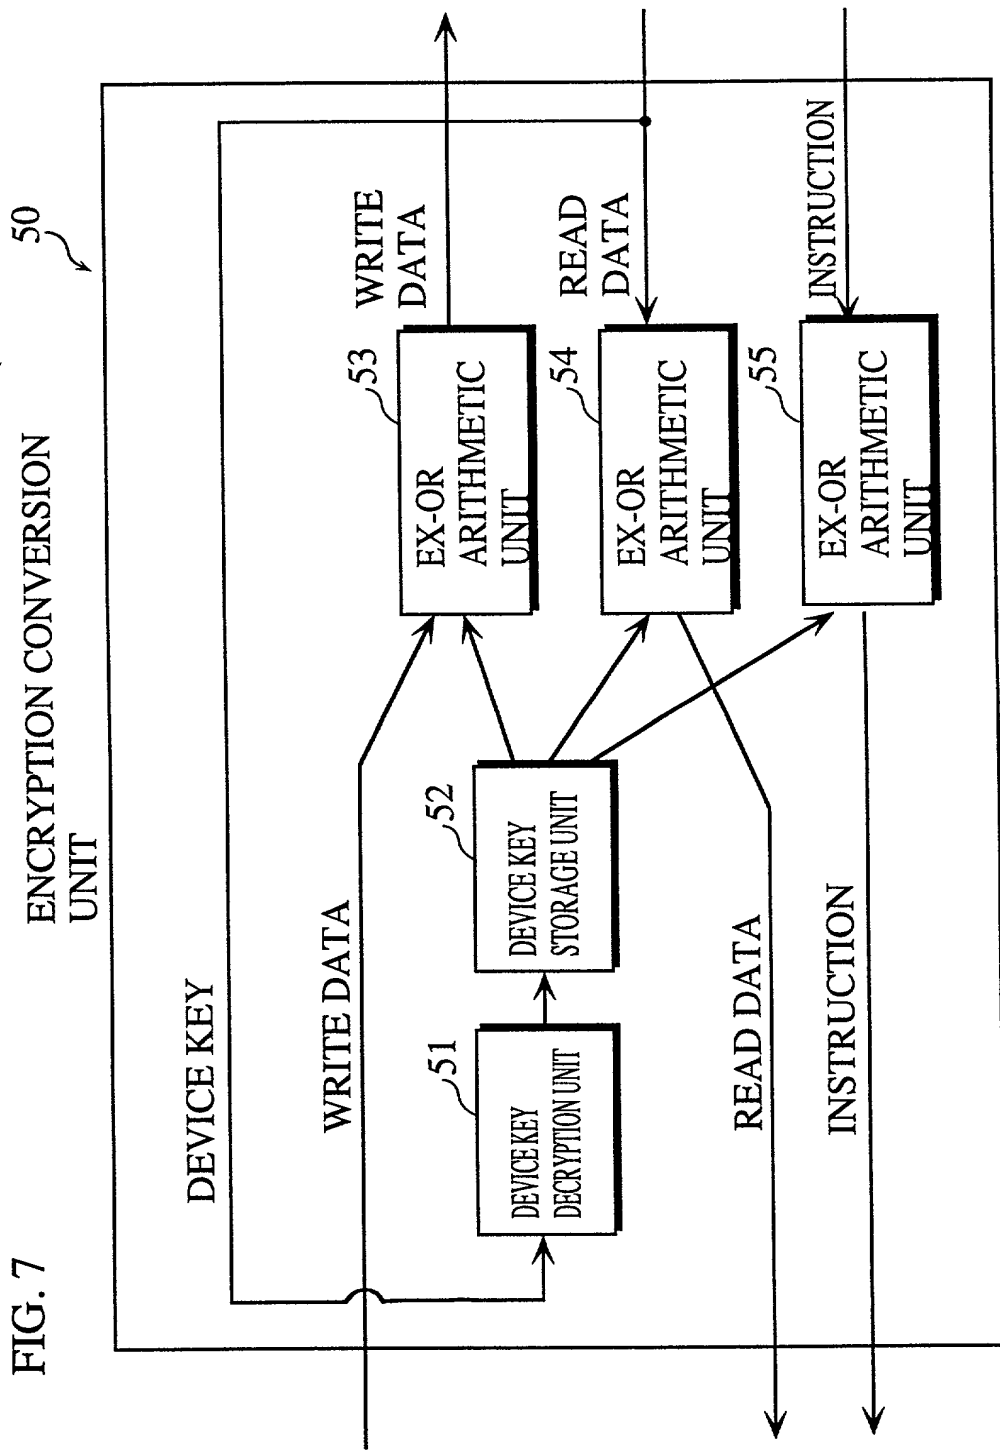 FIG. 7
ENCRYPTION CONVERSION
UNIT
50
DEVICE KEY
WRITE DATA
51
DEVICE KEY
DECRYPTION UNIT
52
DEVICE KEY
STORAGE UNIT
53
EX-OR
ARITHMETIC
UNIT
WRITE
DATA
54
EX-OR
ARITHMETIC
UNIT
READ
DATA
READ DATA
55
EX-OR
ARITHMETIC
UNIT
INSTRUCTION
INSTRUCTION